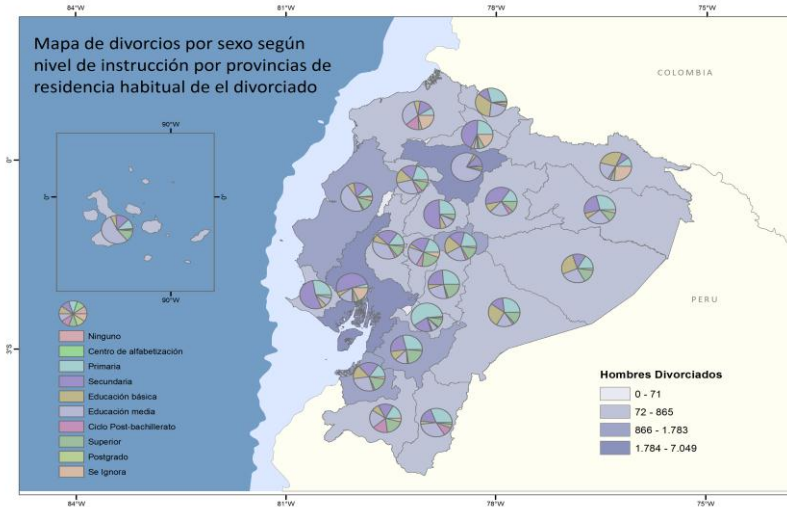 84°W
81°W
78°W
75°W
Mapa de divorcios por sexo según
nivel de instrucción por provincias de
residencia habitual de el divorciado
COLOMBIA
90°W
0°
0°
0°
90°W
PERU
Ninguno
Centro de alfabetización
Primaria
Secundaria
Educación básica
Educación media
Ciclo Post-bachillerato
Superior
Postgrado
Se Ignora
3°S
Hombres Divorciados
0 - 71
72 - 865
866 - 1.783
1.784 - 7.049
84°W
81°W
78°W
75°W